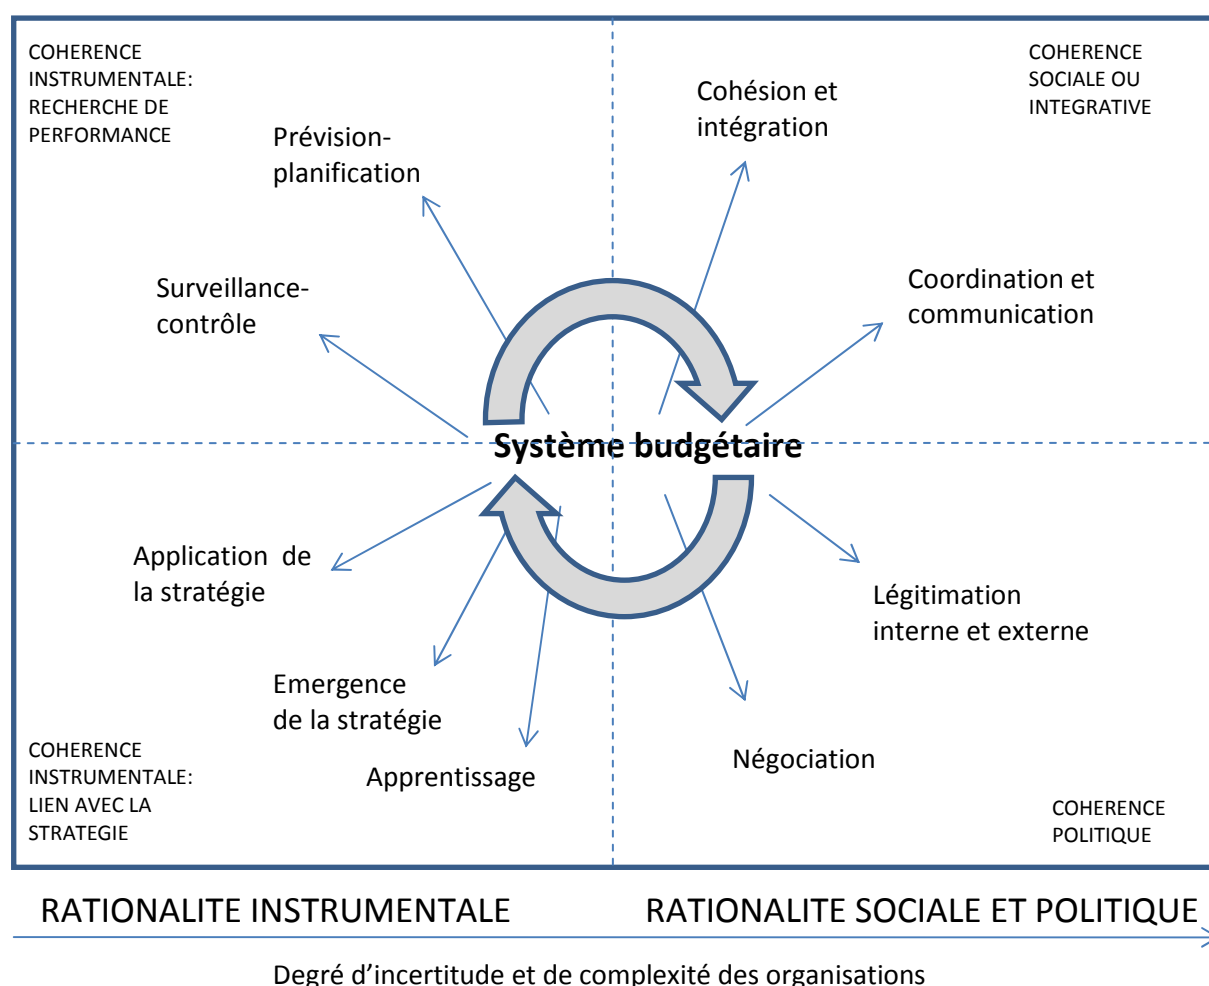 COHERENCE
INSTRUMENTALE:
RECHERCHE DE
PERFORMANCE
COHERENCE
SOCIALE OU
INTEGRATIVE
Cohésion et
intégration
Prévision-
planification
Surveillance-
contrôle
Coordination et
communication
Système budgétaire
Application de
la stratégie
Légitimation
interne et externe
Emergence
de la stratégie
Apprentissage
Négociation
COHERENCE
INSTRUMENTALE:
LIEN AVEC LA
STRATEGIE
COHERENCE
POLITIQUE
RATIONALITE INSTRUMENTALE
RATIONALITE SOCIALE ET POLITIQUE
Degré d'incertitude et de complexité des organisations